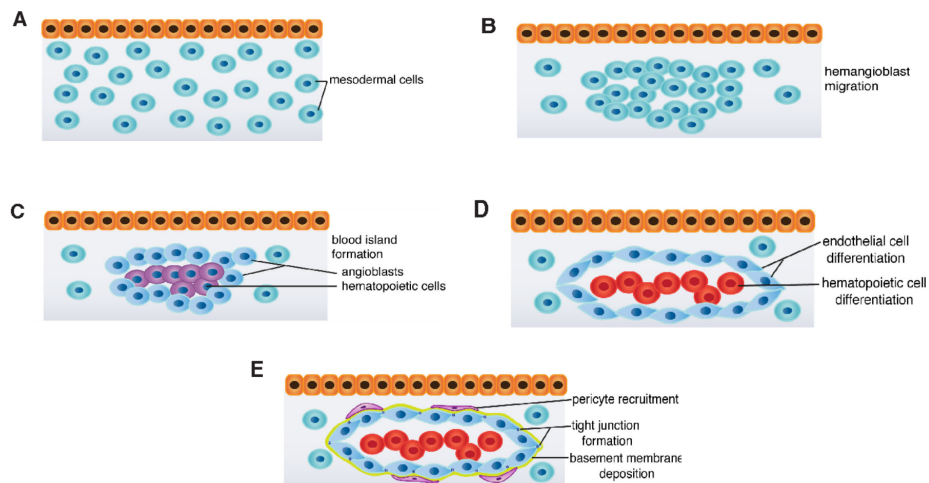 A
mesodermal cells
B
hemangioblast
migration
C
blood island
formation
angioblasts
hematopoietic cells
D
endothelial cell
differentiation
hematopoietic cell
differentiation
E
pericyte recruitment
tight junction
formation
basement membrane
deposition